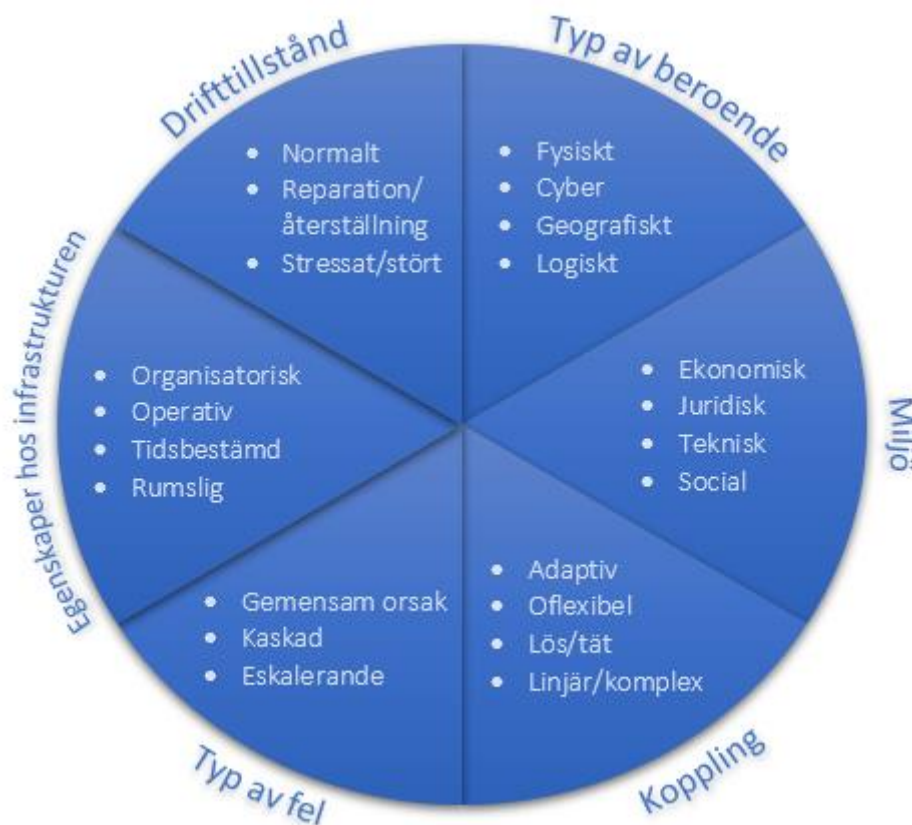 Drifttillstånd
• Normalt
• Reparation/
återställning
• Stressat/stört
Typ av beroende
• Fysiskt
• Cyber
• Geografiskt
• Logiskt
Miljö
• Ekonomisk
• Juridisk
• Teknisk
• Social
Koppling
• Adaptiv
• Oflexibel
• Lös/tät
• Linjär/komplex
Typ av fel
• Gemensam orsak
• Kaskad
• Eskalerande
Egenskaper hos infrastrukturen
• Organisatorisk
• Operativ
• Tidsbestämd
• Rumslig